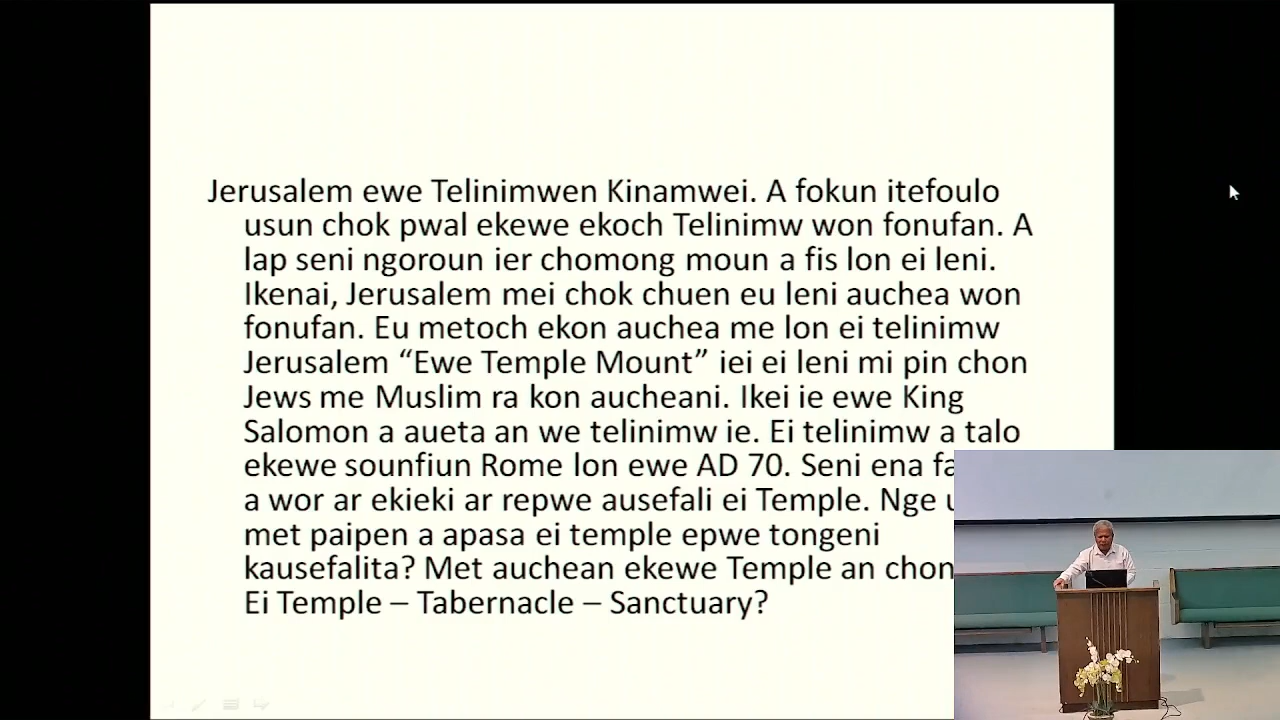 Jerusalem ewe Telinimwen Kinamwei. A fokun itefoulo
usun chok pwal ekewe ekoch Telinimw won fonufan. A
lap seni ngoroun ier chomong moun a fis lon ei leni.
Ikenai, Jerusalem mei chok chuen eu leni auchea won
fonufan. Eu metoch ekon auchea me lon ei telinimw
Jerusalem “Ewe Temple Mount” iei ei leni mi pin chon
Jews me Muslim ra kon aucheani. Ikei ie ewe King
Salomon a aueta an we telinimw ie. Ei telinimw a talo
ekewe sounfiun Rome lon ewe AD 70. Seni ena
a wor ar ekieki ar repwe ausefali ei Temple. Nge
met paipen a apasa ei temple epwe tongeni
kausefalita? Met auchean ekewe Temple an
Ei Temple – Tabernacle – Sanctuary?